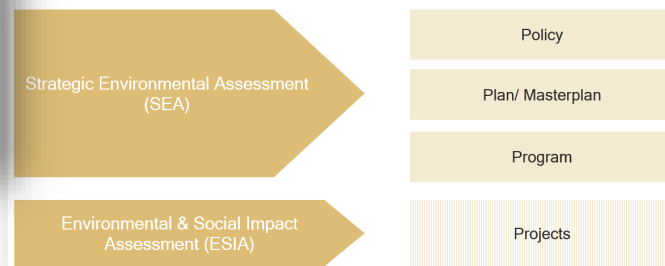 Policy
Strategic Environmental Assessment
(SEA)
Plan/ Masterplan
Program
Environmental & Social Impact
Assessment (ESIA)
Projects